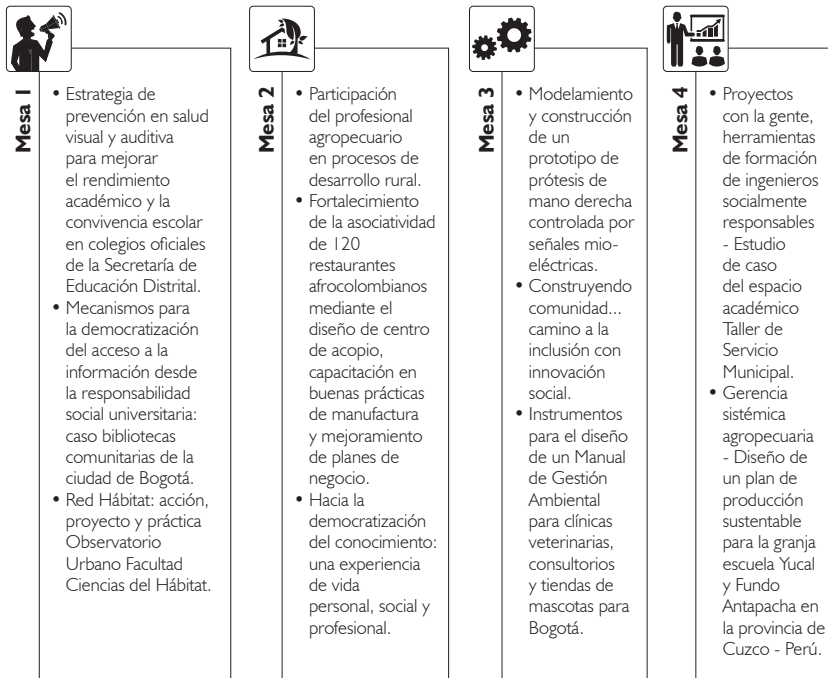 Mesa 1
• Estrategia de
prevención en salud
visual y auditiva
para mejorar
el rendimiento
académico y la
convivencia escolar
en colegios oficiales
de la Secretaría de
Educación Distrital.
• Mecanismos para
la democratización
del acceso a la
información desde
la responsabilidad
social universitaria:
caso bibliotecas
comunitarias de la
ciudad de Bogotá.
• Red Hábitat: acción,
proyecto y práctica
Observatorio
Urbano Facultad
Ciencias del Hábitat.
Mesa 2
• Participación
del profesional
agropecuario
en procesos de
desarrollo rural.
• Fortalecimiento
de la asociatividad
de 120
restaurantes
afrocolombianos
mediante el
diseño de centro
de acopio,
capacitación en
buenas prácticas
de manufactura
y mejoramiento
de planes de
negocio.
• Hacia la
democratización
del conocimiento:
una experiencia
de vida
personal, social y
profesional.
Mesa 3
• Modelamiento
y construcción
de un
prototipo de
prótesis de
mano derecha
controlada por
señales mio-
eléctricas.
• Construyendo
comunidad...
camino a la
inclusión con
innovación
social.
• Instrumentos
para el diseño
de un Manual
de Gestión
Ambiental
para clínicas
veterinarias,
consultorios
y tiendas de
mascotas para
Bogotá.
Mesa 4
• Proyectos
con la gente,
herramientas
de formación
de ingenieros
socialmente
responsables
- Estudio
de caso
del espacio
académico
Taller de
Servicio
Municipal.
• Gerencia
sistémica
agropecuaria
- Diseño de
un plan de
producción
sustentable
para la granja
escuela Yucal
y Fundo
Antapacha en
la provincia de
Cuzco - Perú.